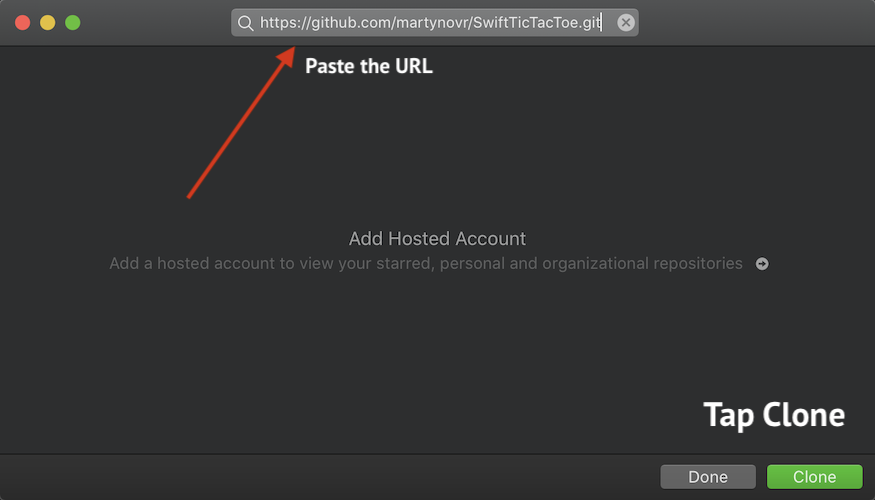 https://github.com/martynovr/SwiftTicTacToe.git
Paste the URL
Add Hosted Account
Add a hosted account to view your starred, personal and organizational repositories
Tap Clone
Done
Clone